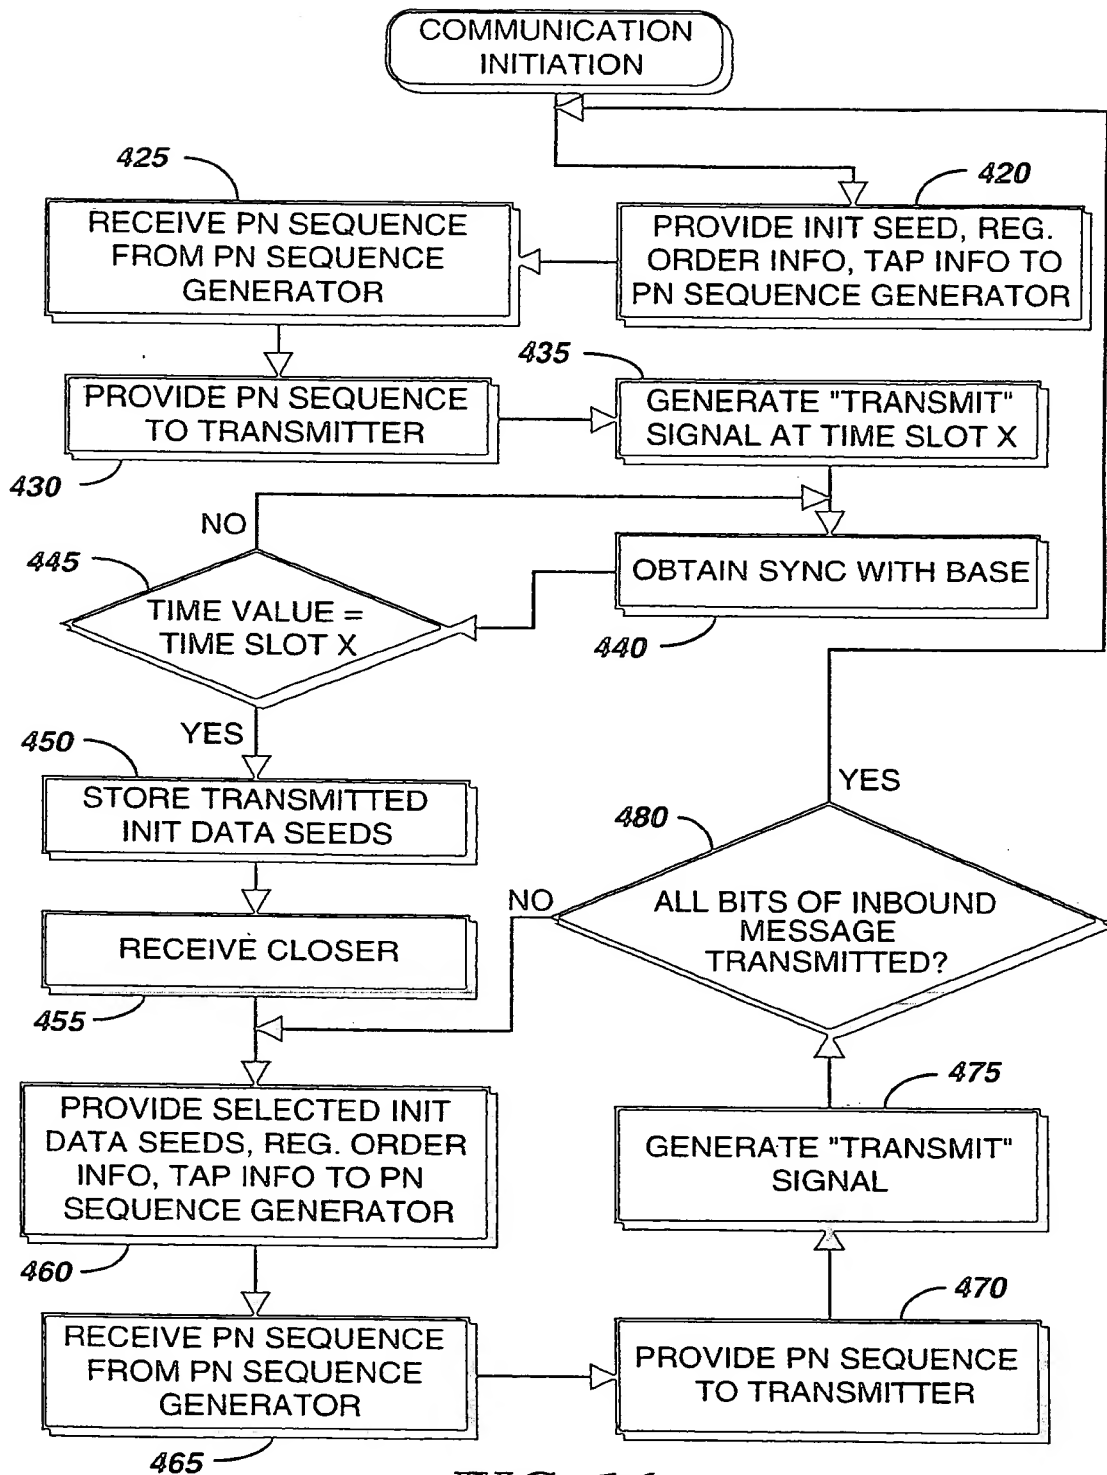 COMMUNICATION
INITIATION
425
RECEIVE PN SEQUENCE
FROM PN SEQUENCE
GENERATOR
420
PROVIDE INIT SEED, REG.
ORDER INFO, TAP INFO TO
PN SEQUENCE GENERATOR
PROVIDE PN SEQUENCE
TO TRANSMITTER
430
435
GENERATE "TRANSMIT"
SIGNAL AT TIME SLOT X
NO
445
TIME VALUE =
TIME SLOT X
OBTAIN SYNC WITH BASE
440
YES
450
STORE TRANSMITTED
INIT DATA SEEDS
RECEIVE CLOSER
455
YES
480
NO
ALL BITS OF INBOUND
MESSAGE
TRANSMITTED?
PROVIDE SELECTED INIT
DATA SEEDS, REG. ORDER
INFO, TAP INFO TO PN
SEQUENCE GENERATOR
460
475
GENERATE "TRANSMIT"
SIGNAL
RECEIVE PN SEQUENCE
FROM PN SEQUENCE
GENERATOR
465
470
PROVIDE PN SEQUENCE
TO TRANSMITTER